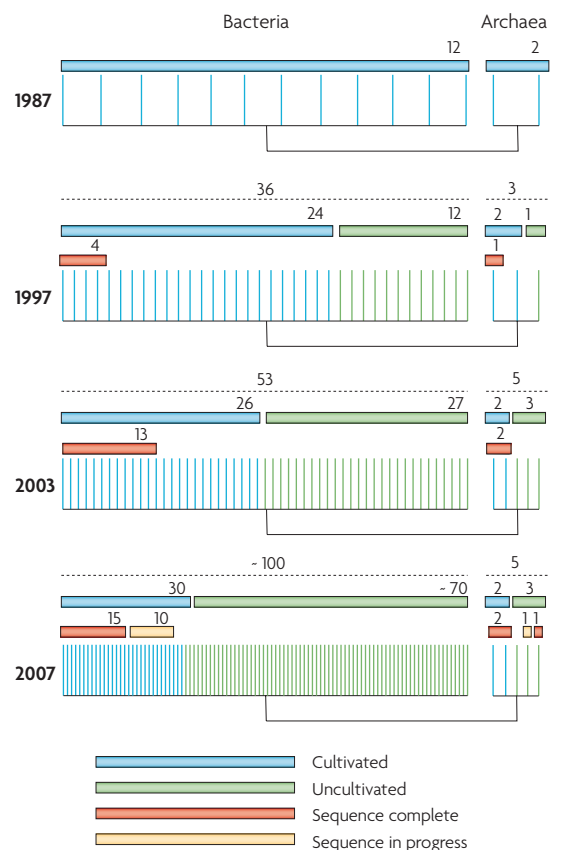 Bacteria Archaea
12 2
1987
36 3
24 12 2 1
4 1
1997
53 5
26 27 2 3
13 2
2003
~ 100 5
30 ~ 70 2 3
15 10 2 1 1
2007
Cultivated
Uncultivated
Sequence complete
Sequence in progress